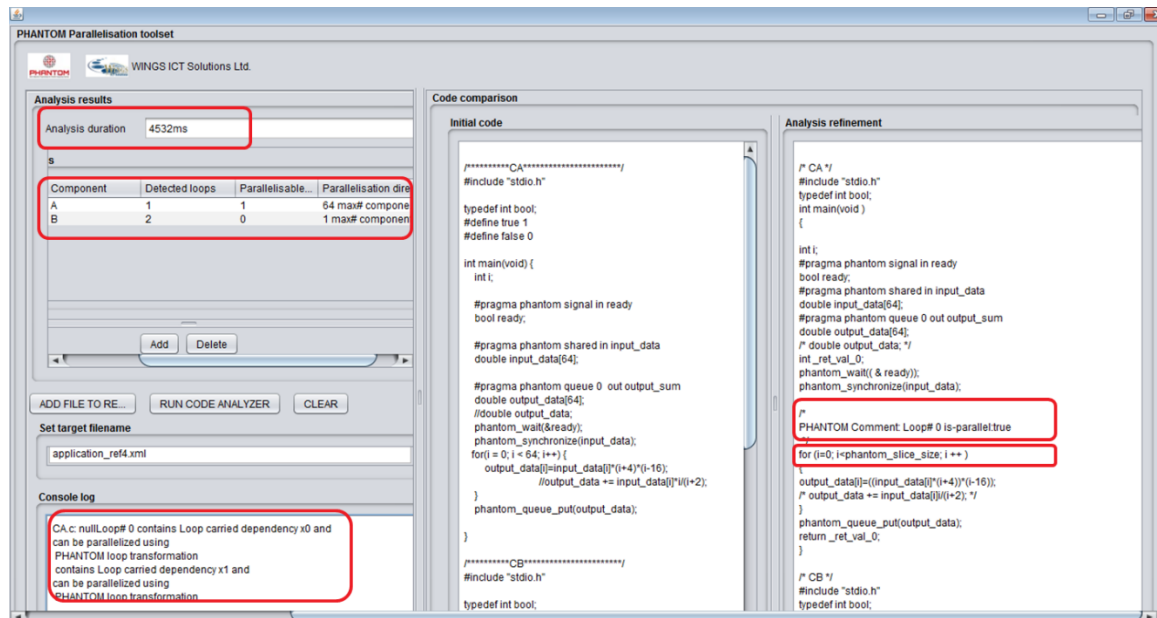 PHANTOM Parallelisation toolset
PHANTOM
WINGS ICT Solutions Ltd.
Analysis results
Analysis duration 4532ms
s
Component Detected loops Parallelisable... Parallelisation dire
A 1 1 64 max# compone
B 2 0 1 max# componen
Add Delete
ADD FILE TO RE... RUN CODE ANALYZER CLEAR
Set target filename
application_ref4.xml
Console log
CA.c: nullLoop# 0 contains Loop carried dependency x0 and
can be parallelized using
PHANTOM loop transformation
contains Loop carried dependency x1 and
can be parallelized using
PHANTOM loop transformation
Code comparison
Initial code
/**********CA***********************/
#include "stdio.h"
typedef int bool;
#define true 1
#define false 0
int main(void) {
int i;
#pragma phantom signal in ready
bool ready;
#pragma phantom shared in input_data
double input_data[64];
#pragma phantom queue 0 out output_sum
double output_data[64];
//double output_data;
phantom_wait(&ready);
phantom_synchronize(input_data);
for(i = 0; i < 64; i++) {
output_data[i]=input_data[i]*(i+4)*(i-16);
//output_data += input_data[i]*i/(i+2);
}
phantom_queue_put(output_data);
}
/**********CB***********************/
#include "stdio.h"
typedef int bool;
Analysis refinement
/* CA */
#include "stdio.h"
typedef int bool;
int main(void )
{
int i;
#pragma phantom signal in ready
bool ready;
#pragma phantom shared in input_data
double input_data[64];
#pragma phantom queue 0 out output_sum
double output_data[64];
/* double output_data; */
int _ret_val_0;
phantom_wait(( & ready));
phantom_synchronize(input_data);
/*
PHANTOM Comment: Loop# 0 is-parallel:true
*/
for (i=0; i<phantom_slice_size; i ++ )
{
output_data[i]=((input_data[i]*(i+4))*(i-16));
/* output_data += input_data[i]i/(i+2); */
}
phantom_queue_put(output_data);
return _ret_val_0;
}
/* CB */
#include "stdio.h"
typedef int bool;